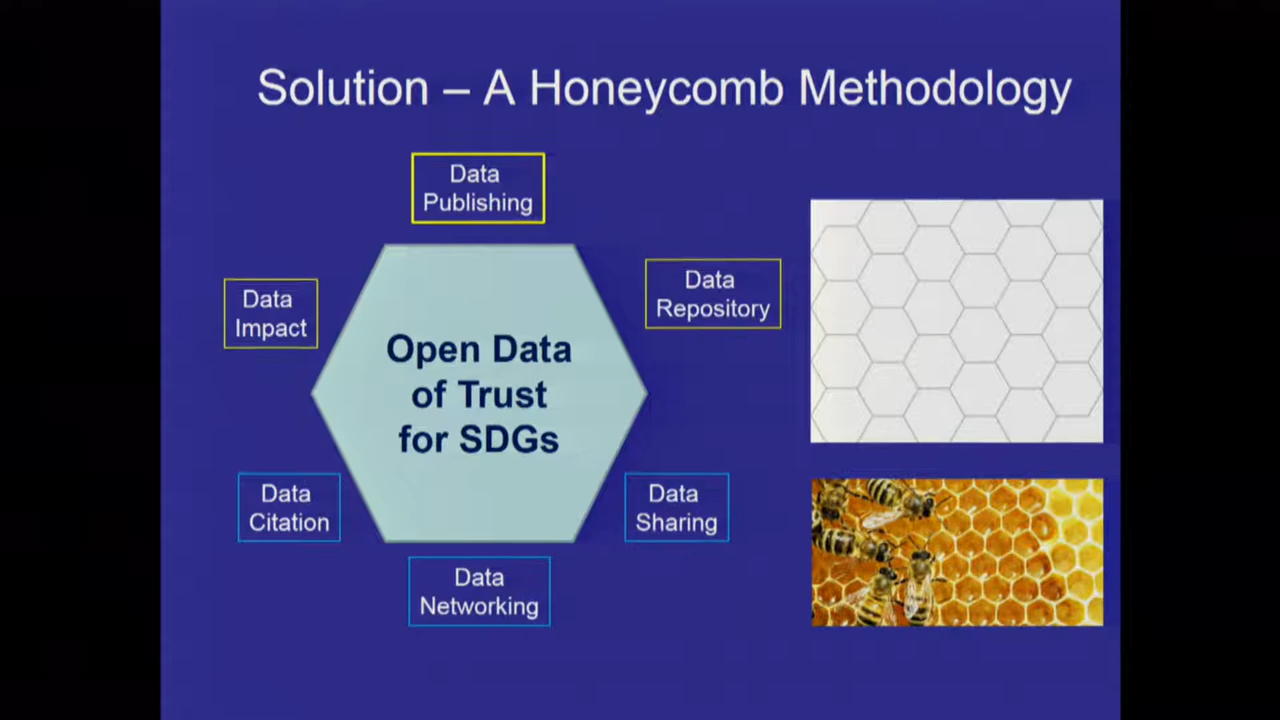 Solution – A Honeycomb Methodology
Data
Publishing
Data
Impact
Data
Repository
Open Data
of Trust
for SDGs
Data
Citation
Data
Sharing
Data
Networking